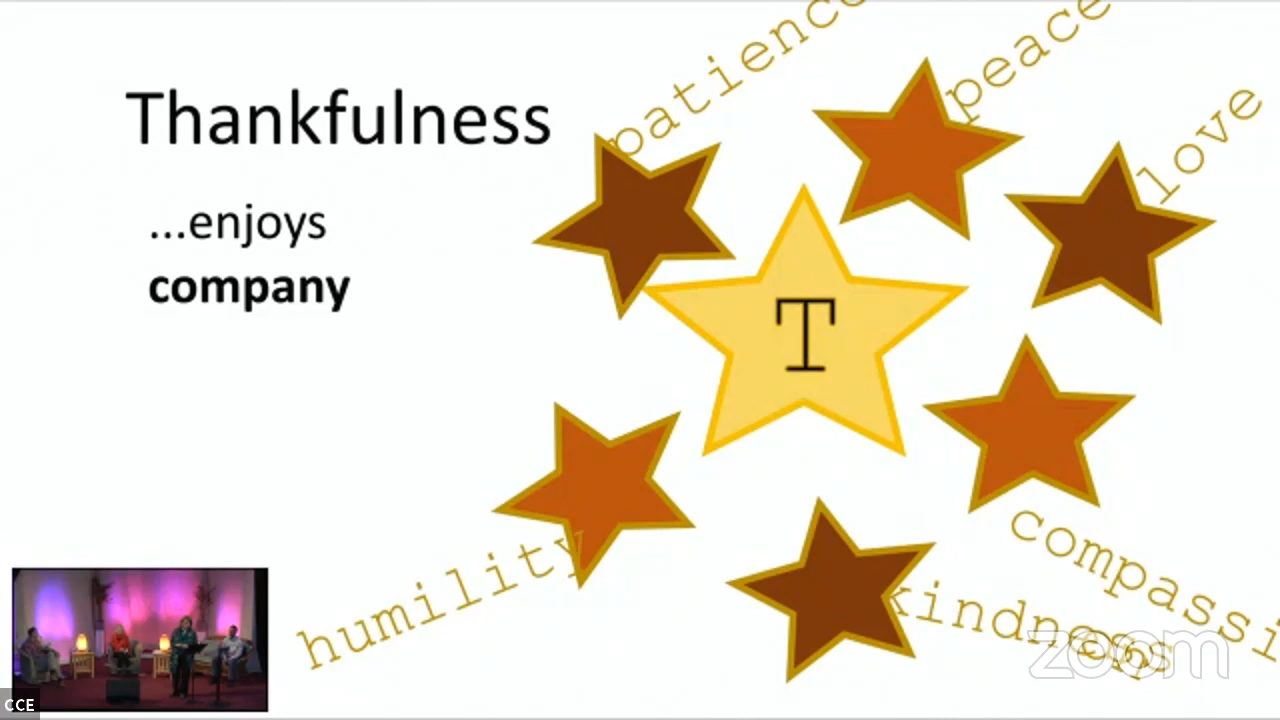 patience
peace
Thankfulness
love
...enjoys
company
T
compassi
humility
kindness
zoom
CCE